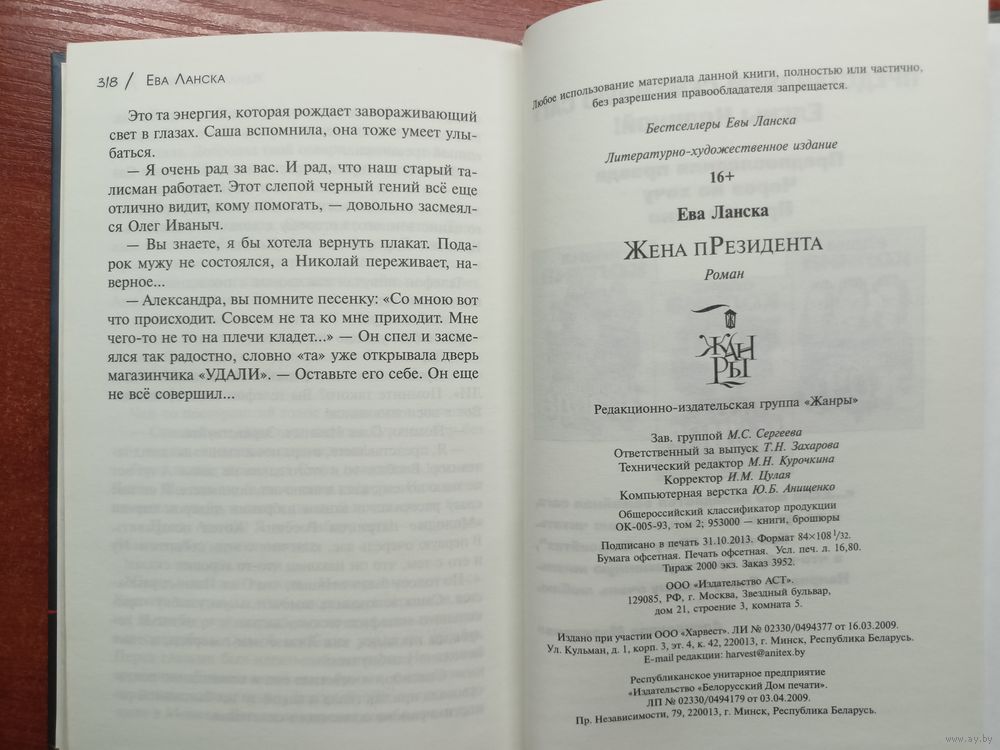 318 / Ева Ланска
Это та энергия, которая рождает завораживающий
свет в глазах. Саша вспомнила, она тоже умеет улы-
баться.
— Я очень рад за вас. И рад, что наш старый та-
лисман работает. Этот слепой черный гений всё еще
отлично видит, кому помогать, — довольно засмеял-
ся Олег Иваныч.
— Вы знаете, я бы хотела вернуть плакат. Пода-
рок мужу не состоялся, а Николай переживает, на-
верное...
— Александра, вы помните песенку: «Со мною вот
что происходит. Совсем не та ко мне приходит. Мне
чего-то не то на плечи кладет...» — Он спел и засме-
ялся так радостно, словно «та» уже открывала дверь
магазинчика «УДАЛИ». — Оставьте его себе. Он еще
не всё совершил...
Любое использование материала данной книги, полностью или частично,
без разрешения правообладателя запрещается.
Бестселлеры Евы Ланска
Литературно-художественное издание
16+
Ева Ланска
Жена пРезидента
Роман
ЖАН
РЫ
Редакционно-издательская группа «Жанры»
Зав. группой М.С. Сергеева
Ответственный за выпуск Т.Н. Захарова
Технический редактор М.Н. Курочкина
Корректор И.М. Цулая
Компьютерная верстка Ю.Б. Анищенко
Общероссийский классификатор продукции
ОК-005-93, том 2; 953000 — книги, брошюры
Подписано в печать 31.10.2013. Формат 84×108 1/32.
Бумага офсетная. Печать офсетная. Усл. печ. л. 16,80.
Тираж 2000 экз. Заказ 3952.
ООО «Издательство АСТ».
129085, РФ, г. Москва, Звездный бульвар,
дом 21, строение 3, комната 5.
Издано при участии ООО «Харвест». ЛИ № 02330/0494377 от 16.03.2009.
Ул. Кульман, д. 1, корп. 3, эт. 4, к. 42, 220013, г. Минск, Республика Беларусь.
E-mail редакции: harvest@anitex.by
Республиканское унитарное предприятие
«Издательство «Белорусский Дом печати».
ЛП № 02330/0494179 от 03.04.2009.
Пр. Независимости, 79, 220013, г. Минск, Республика Беларусь.
www.ay.by